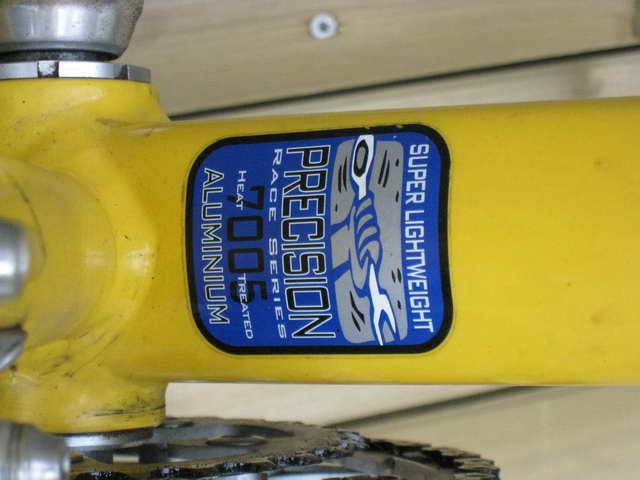 SUPER LIGHTWEIGHT
PRECISION
RACE SERIES
HEAT 7005 TREATED
ALUMINIUM